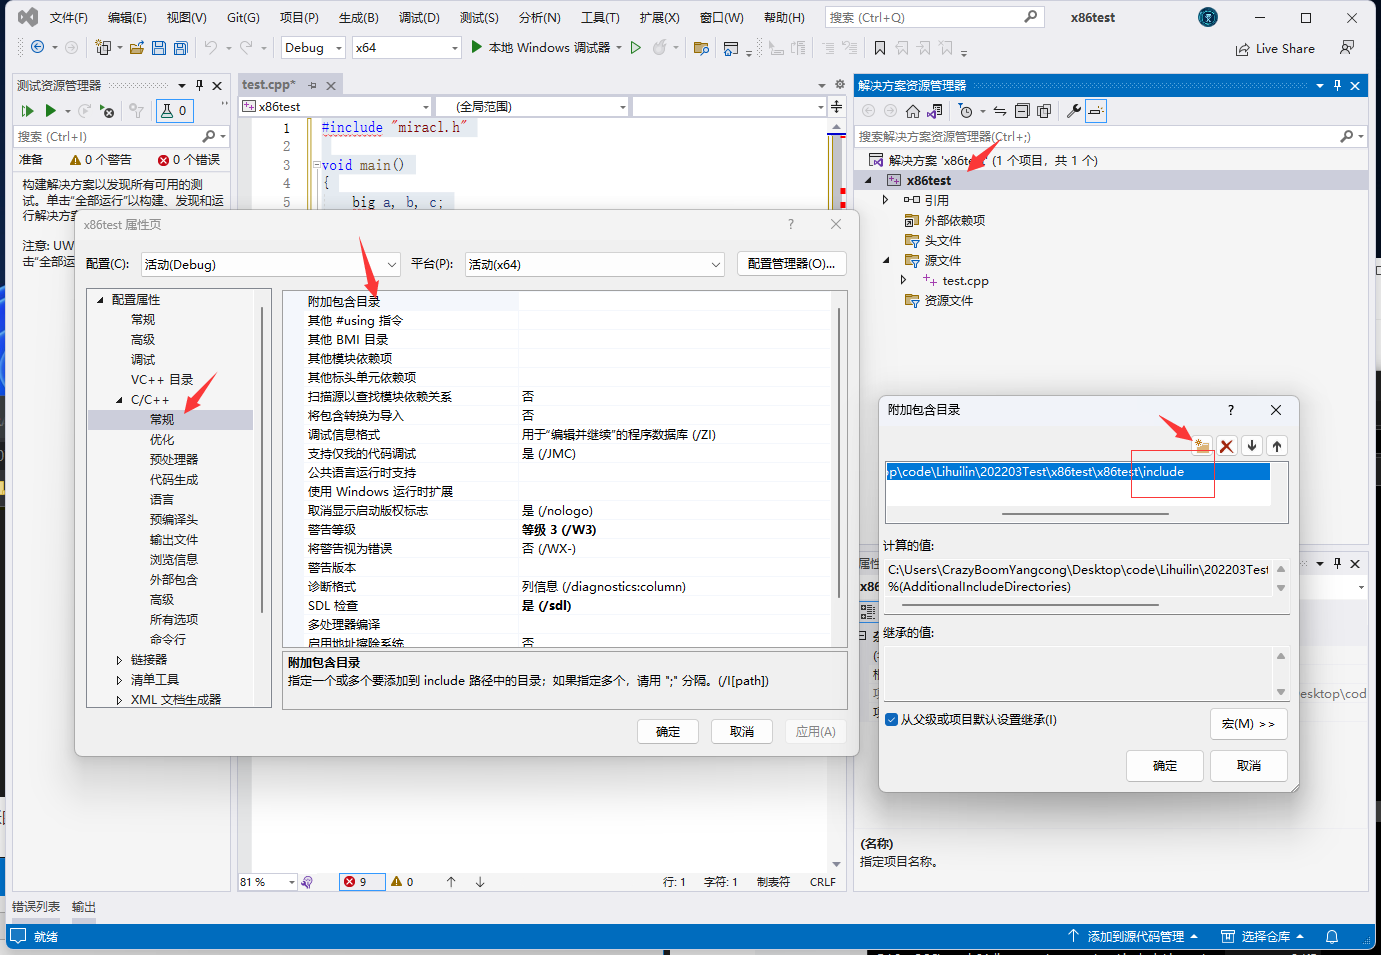 文件(F) 编辑(E) 视图(V) Git(G) 项目(P) 生成(B) 调试(D) 测试(S) 分析(N) 工具(T) 扩展(X) 窗口(W) 帮助(H) 搜索 (Ctrl+Q) x86test
Debug x64 本地 Windows 调试器 Live Share
测试资源管理器
0
搜索 (Ctrl+I)
准备 0 个警告 0 个错误
构建解决方案以发现所有可用的测
试。单击"全部运行"以构建、发现和运
行解决方案
注意: UW
击"全部运
test.cpp*
x86test (全局范围)
1 #include "miracl.h"
2
3 void main()
4 {
5 big a, b, c;
解决方案资源管理器
搜索解决方案资源管理器(Ctrl+;)
解决方案 'x86te (1 个项目, 共 1 个)
x86test
引用
外部依赖项
头文件
源文件
test.cpp
资源文件
x86test 属性页
?
配置(C): 活动(Debug) 平台(P): 活动(x64) 配置管理器(O)...
配置属性
常规
高级
调试
VC++ 目录
C/C++
常规
优化
预处理器
代码生成
语言
预编译头
输出文件
浏览信息
外部包含
高级
所有选项
命令行
链接器
清单工具
XML 文档生成器
附加包含目录
其他 #using 指令
其他 BMI 目录
其他模块依赖项
其他标头单元依赖项
扫描源以查找模块依赖关系 否
将包含转换为导入 否
调试信息格式 用于"编辑并继续"的程序数据库 (/ZI)
支持仅我的代码调试 是 (/JMC)
公共语言运行时支持
使用 Windows 运行时扩展
取消显示启动版权标志 是 (/nologo)
警告等级 等级 3 (/W3)
将警告视为错误 否 (/WX-)
警告版本
诊断格式 列信息 (/diagnostics:column)
SDL 检查 是 (/sdl)
多处理器编译
启用地址擦除系统 否
附加包含目录
指定一个或多个要添加到 include 路径中的目录; 如果指定多个, 请用 ";" 分隔。(/I[path])
确定 取消 应用(A)
附加包含目录
?
p\code\Lihuilin\202203Test\x86test\x86test\include
计算的值:
C:\Users\CrazyBoomYangcong\Desktop\code\Lihuilin\202203Test
%(AdditionalIncludeDirectories)
继承的值:
从父级或项目默认设置继承(I)
宏(M) >>
确定 取消
属性
x86
esktop\cod
(名称)
指定项目名称。
81 % 9 0 行: 1 字符: 1 制表符 CRLF
错误列表 输出
就绪 添加到源代码管理 选择仓库